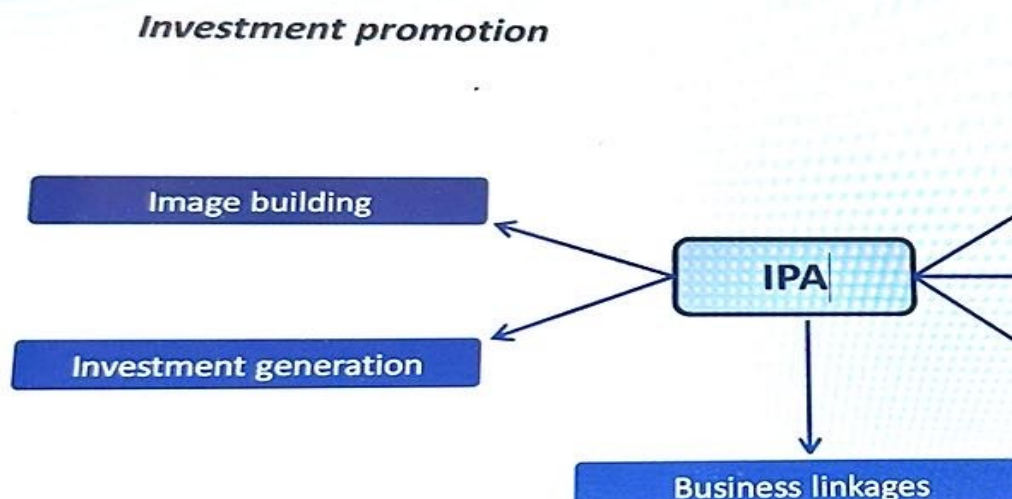 Investment promotion
Image building
IPA
Investment generation
Business linkages